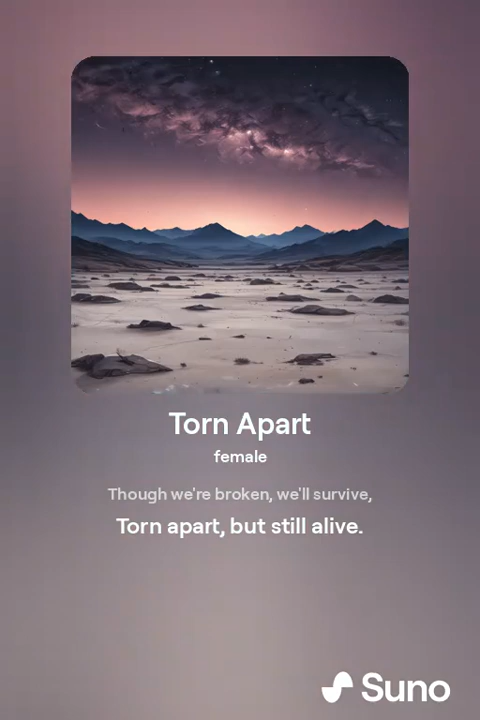 Torn Apart
female
Though we're broken, we'll survive,
Torn apart, but still alive.
Suno